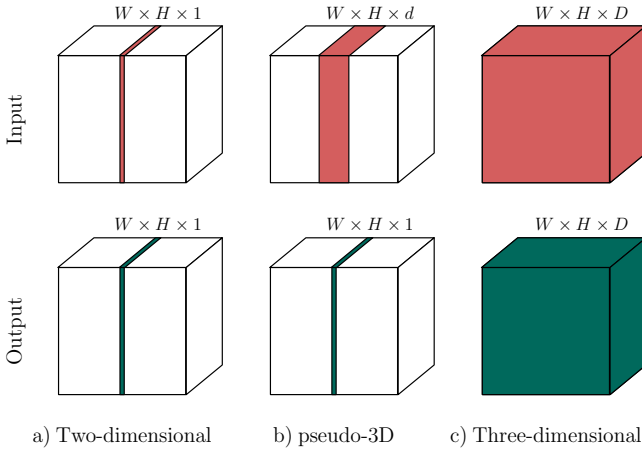 W × H × 1
W × H × d
W × H × D
Input
W × H × 1
W × H × 1
W × H × D
Output
a) Two-dimensional
b) pseudo-3D
c) Three-dimensional